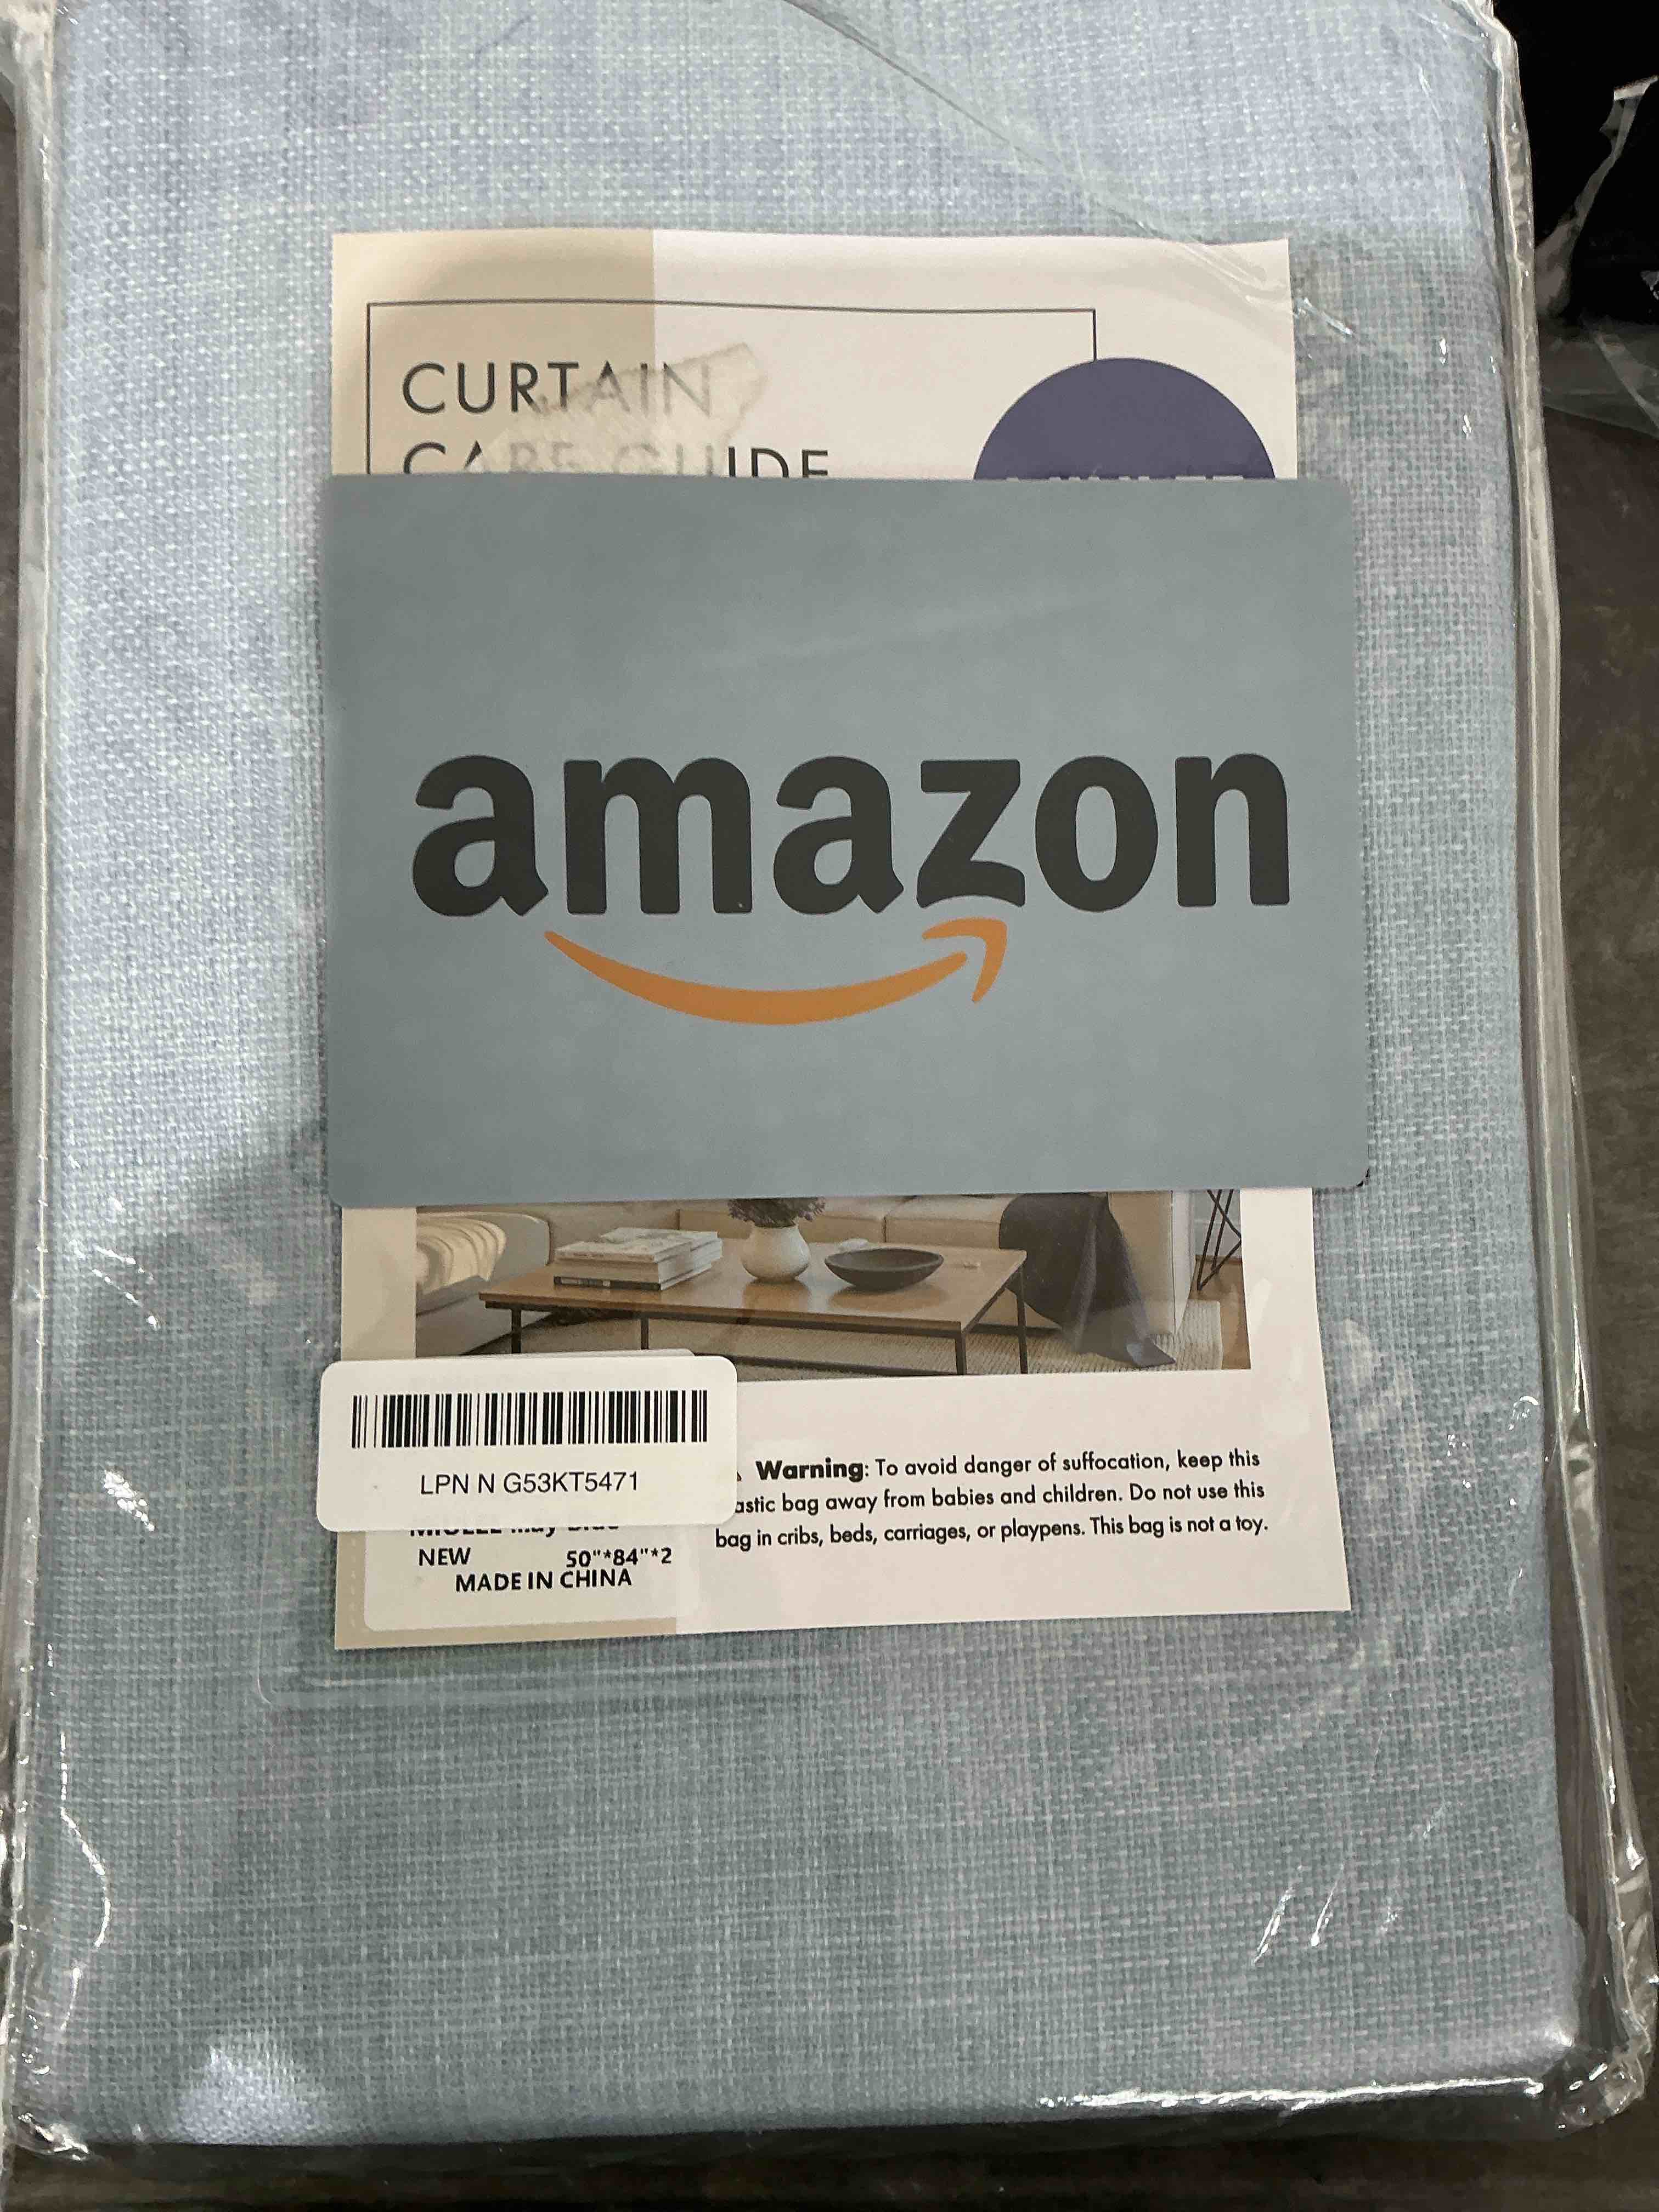 CURTAIN
CARE GUIDE
amazon
LPN N G53KT5471
Warning: To avoid danger of suffocation, keep this
astic bag away from babies and children. Do not use this
bag in cribs, beds, carriages, or playpens. This bag is not a toy.
NEW 50"*84"*2
MADE IN CHINA